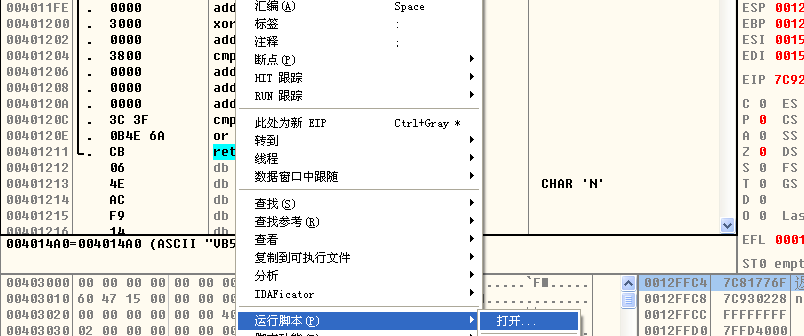 004011FE . 0000 add 汇编(A) Space ESP 0012
00401200 . 3000 xor 标签 : EBP 0012
00401202 . 0000 add 注释 ; ESI 0015
00401204 . 3800 cmp 断点(P) EDI 0015
00401206 . 0000 add HIT 跟踪 EIP 7C92
00401208 . 0000 add RUN 跟踪
0040120A . 0000 add C 0 ES
0040120C . 3C 3F cmp 此处为新 EIP Ctrl+Gray * P 0 CS
0040120E . 0B4E 6A or 转到 A 0 SS
00401211 . CB ret 线程 Z 0 DS
00401212 06 db 数据窗口中跟随 S 0 FS
00401213 4E db CHAR 'N' T 0 GS
00401214 AC db 查找(S) D 0
00401215 F9 db 查找参考(R) O 0 Las
00401216 14 db 查看
004014A0=004014A0 (ASCII "VB5 复制到可执行文件 EFL 0001
分析 ST0 empt
00403000 00 00 00 00 00 00 0012FFC4 7C81776F 返
00403010 60 47 15 00 00 00 IDAFicator 0012FFC8 7C930228 n
00403020 00 00 00 00 00 40 运行脚本(P) 打开... 0012FFCC FFFFFFFF
00403030 02 00 00 00 00 00 脚本功能 0012FFD0 7FFD4000